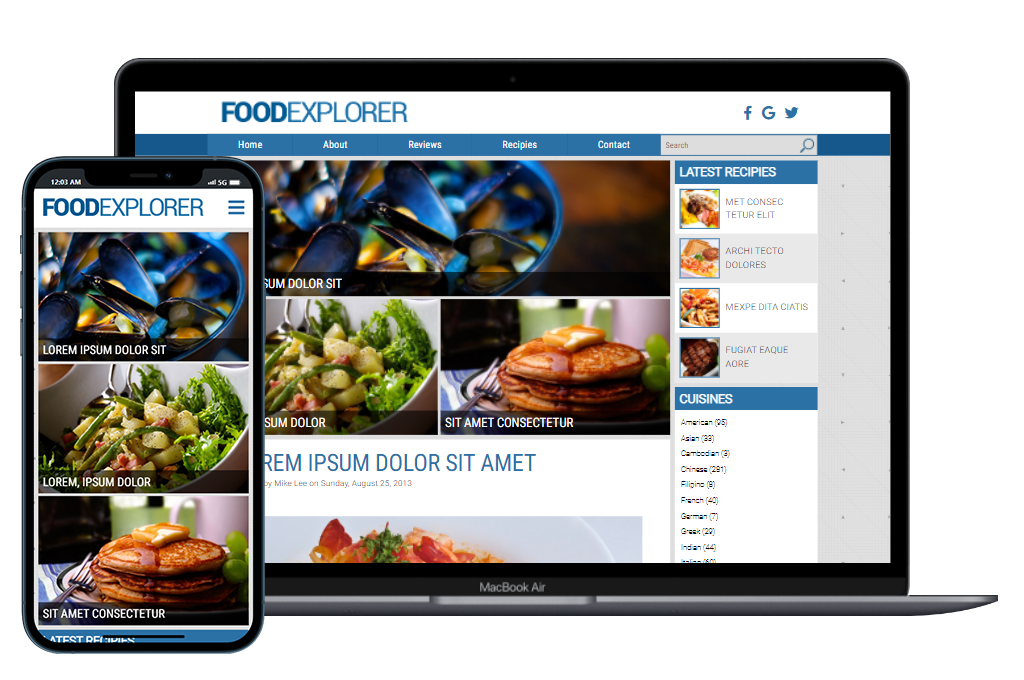 FOODEXPLORER
Home About Reviews Recipies Contact Search
SUM DOLOR SIT
SUM DOLOR
SIT AMET CONSECTETUR
REM IPSUM DOLOR SIT AMET
by Mike Lee on Sunday, August 25, 2013
LATEST RECIPIES
MET CONSEC
TETUR ELIT
ARCHI TECTO
DOLORES
MEXPE DITA CIATIS
FUGIAT EAQUE
AORE
CUISINES
American (95)
Asian (33)
Cambodian (3)
Chinese (281)
Filipino (9)
French (40)
German (7)
Greek (29)
Indian (44)
Italian (60)
MacBook Air
12:03 AM 5G
FOODEXPLORER
LOREM IPSUM DOLOR SIT
LOREM, IPSUM DOLOR
SIT AMET CONSECTETUR
LATEST RECIPIES